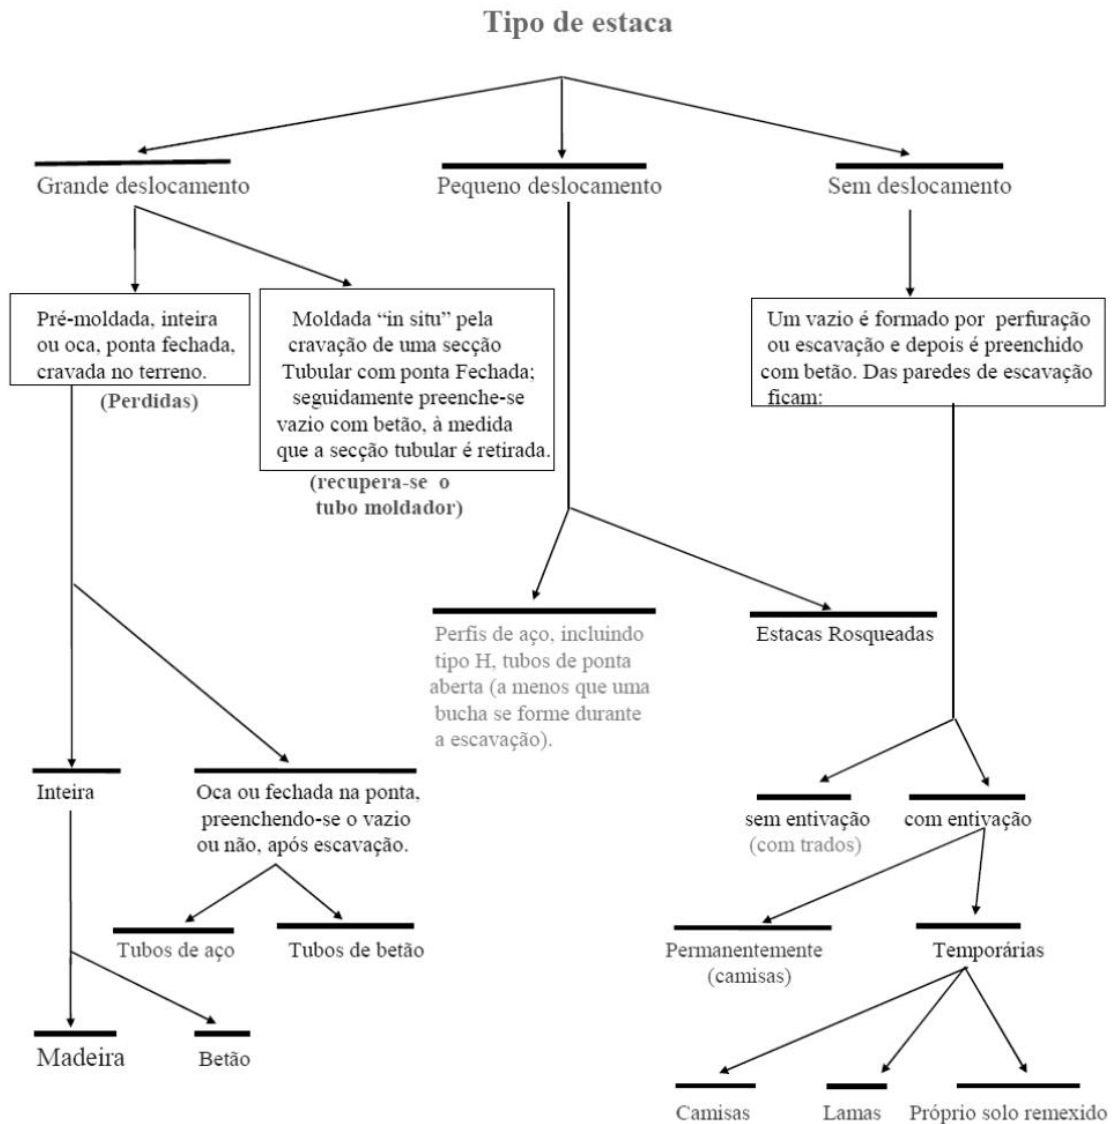 Tipo de estaca
Grande deslocamento
Pequeno deslocamento
Sem deslocamento
Pré-moldada, inteira
ou oca, ponta fechada,
cravada no terreno.
(Perdidas)
Moldada “in situ” pela
cravação de uma secção
Tubular com ponta Fechada;
seguidamente preenche-se
vazio com betão, à medida
que a secção tubular é retirada.
(recupera-se o
tubo moldador)
Um vazio é formado por perfuração
ou escavação e depois é preenchido
com betão. Das paredes de escavação
ficam:
Perfis de aço, incluindo
tipo H, tubos de ponta
aberta (a menos que uma
bucha se forme durante
a escavação).
Estacas Rosqueadas
Inteira
Oca ou fechada na ponta,
preenchendo-se o vazio
ou não, após escavação.
sem entivação
(com trados)
com entivação
Tubos de aço
Tubos de betão
Permanentemente
(camisas)
Temporárias
Madeira
Betão
Camisas
Lamas
Próprio solo remexido